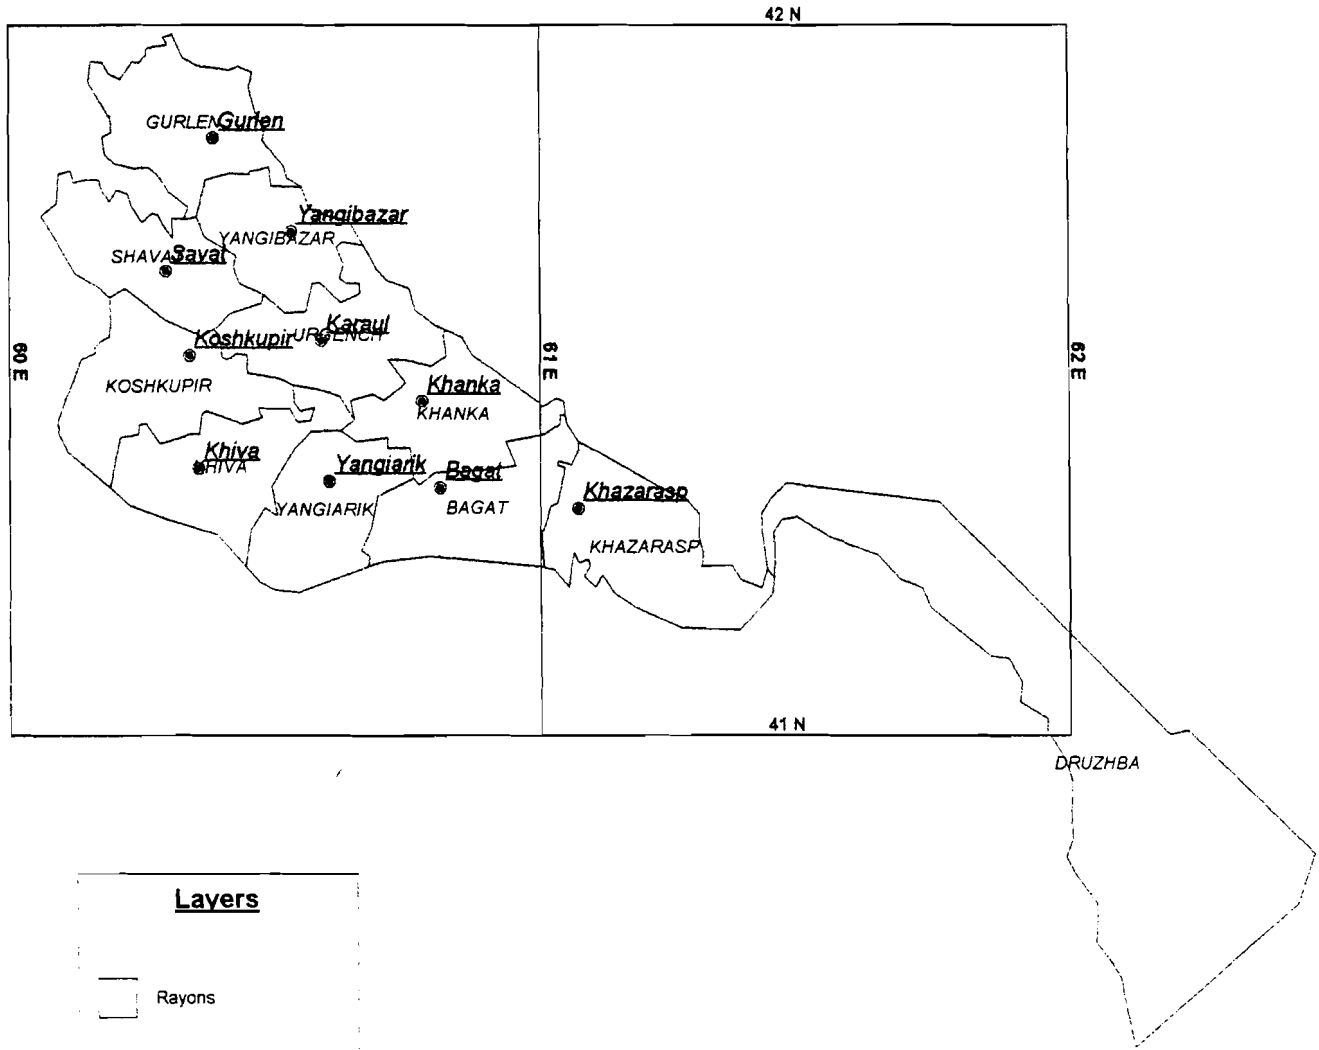 42 N
GURLEN
Gurlen
Yangibazar
YANGIBAZAR
SHAVAT
Savat
Karaul
URGENCH
Koshkupir
60 E
61 E
62 E
KOSHKUPIR
Khanka
KHANKA
Khiva
KHIVA
Yangiarik
Bagat
Khazarasp
YANGIARIK
BAGAT
KHAZARASP
41 N
DRUZHBA
Layers
Rayons